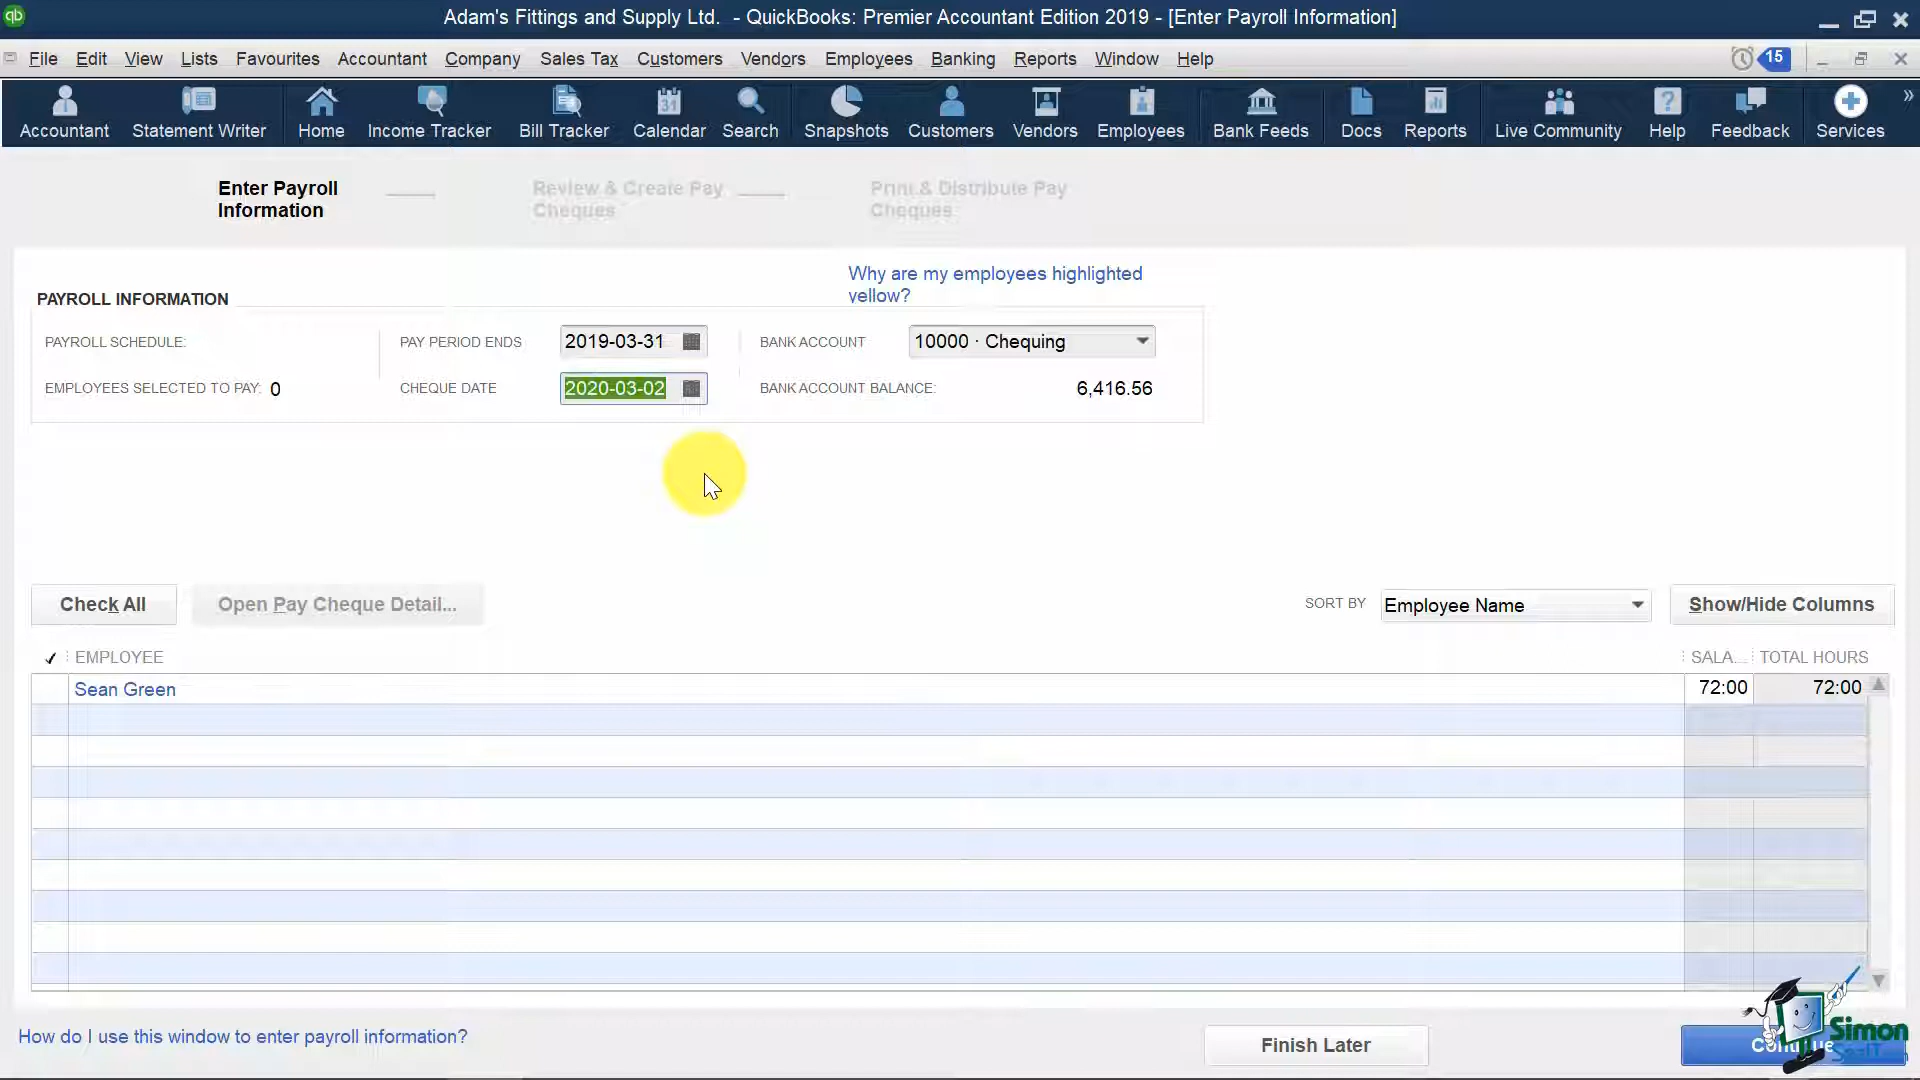 qb
Adam's Fittings and Supply Ltd. - QuickBooks: Premier Accountant Edition 2019 - [Enter Payroll Information]
File Edit View Lists Favourites Accountant Company Sales Tax Customers Vendors Employees Banking Reports Window Help 15
31
Accountant Statement Writer Home Income Tracker Bill Tracker Calendar Search Snapshots Customers Vendors Employees Bank Feeds Docs Reports Live Community Help Feedback Services
Enter Payroll Information
Review & Create Pay Cheques
Print & Distribute Pay Cheques
Why are my employees highlighted
yellow?
PAYROLL INFORMATION
PAYROLL SCHEDULE: PAY PERIOD ENDS 2019-03-31 BANK ACCOUNT 10000 · Chequing
EMPLOYEES SELECTED TO PAY: 0 CHEQUE DATE 2020-03-02 BANK ACCOUNT BALANCE: 6,416.56
Check All Open Pay Cheque Detail... SORT BY Employee Name Show/Hide Columns
✓ EMPLOYEE SALA... TOTAL HOURS
Sean Green 72:00 72:00
How do I use this window to enter payroll information? Finish Later
Simon